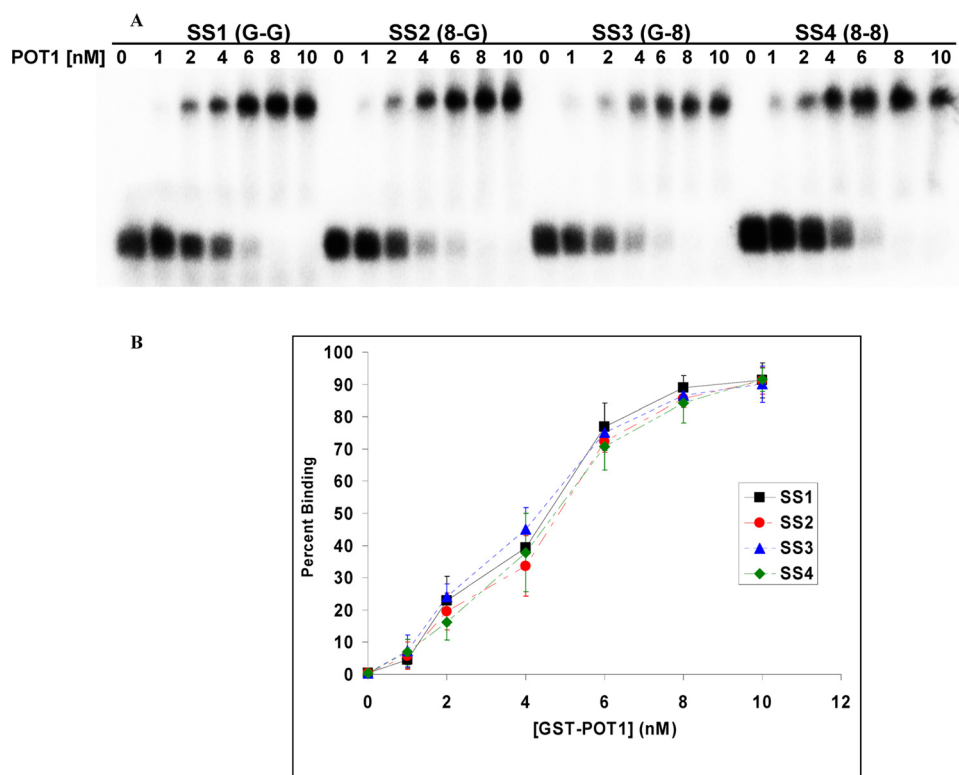 A
SS1 (G-G) SS2 (8-G) SS3 (G-8) SS4 (8-8)
POT1 [nM] 0 1 2 4 6 8 10 0 1 2 4 6 8 10 0 1 2 4 6 8 10 0 1 2 4 6 8 10
B
100
90
80
70
60
50
40
30
20
10
0
Percent Binding
0 2 4 6 8 10 12
[GST-POT1] (nM)
SS1
SS2
SS3
SS4